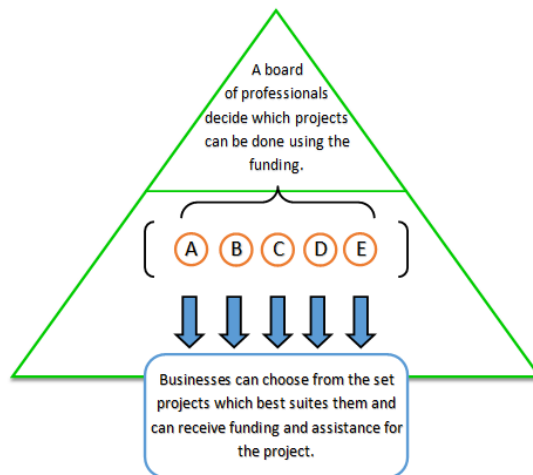 A board
of professionals
decide which projects
can be done using the
funding.
A B C D E
Businesses can choose from the set
projects which best suites them and
can receive funding and assistance for
the project.